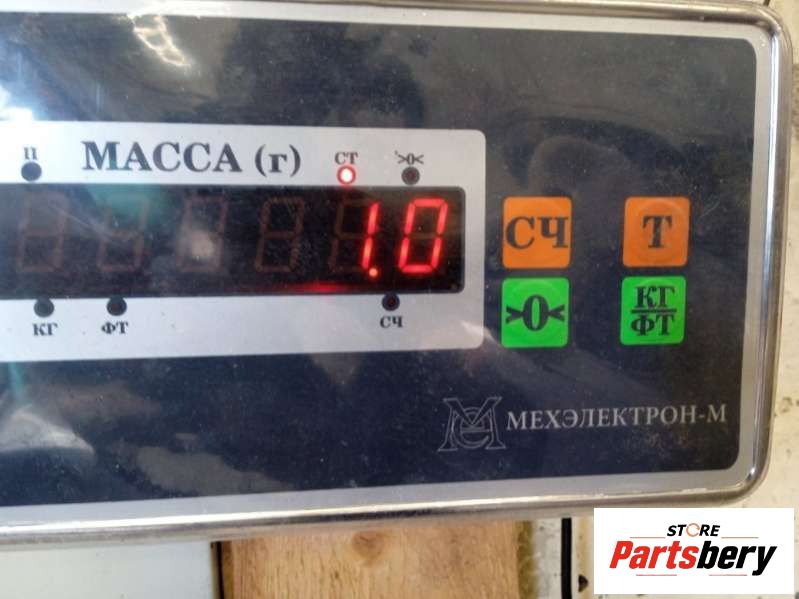 П МАССА (г) СТ >0<
1.0
КГ ФТ СЧ
СЧ Т
>0< КГ/ФТ
МЕХЭЛЕКТРОН-М
STORE
Partsbery